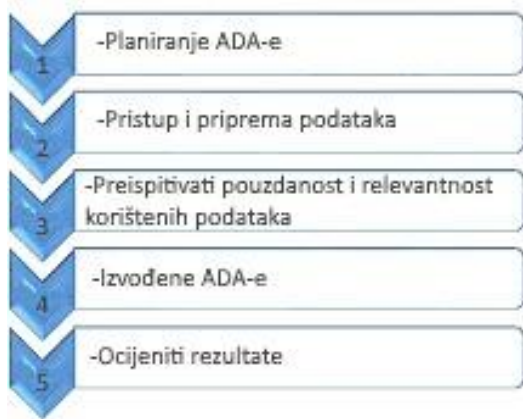 1
-Planiranje ADA-e
2
-Pristup i priprema podataka
3
-Preispitivati pouzdanost i relevantnost
korištenih podataka
4
-Izvođene ADA-e
5
-Ocijeniti rezultate